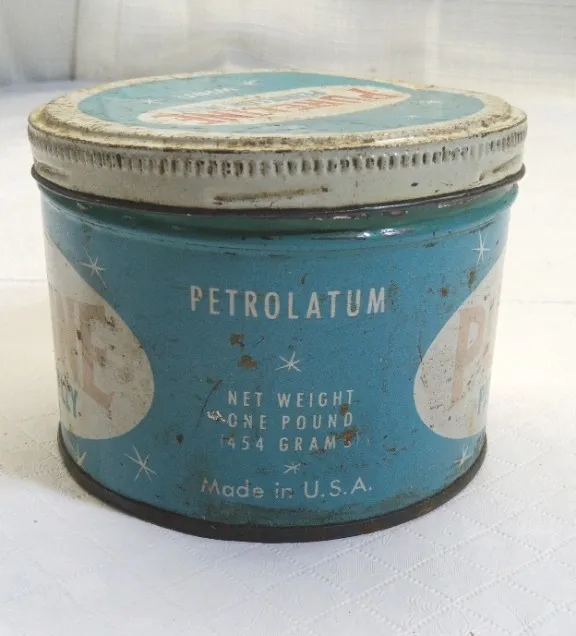 PETROLATUM
NET WEIGHT
ONE POUND
(454 GRAMS)
Made in U.S.A.